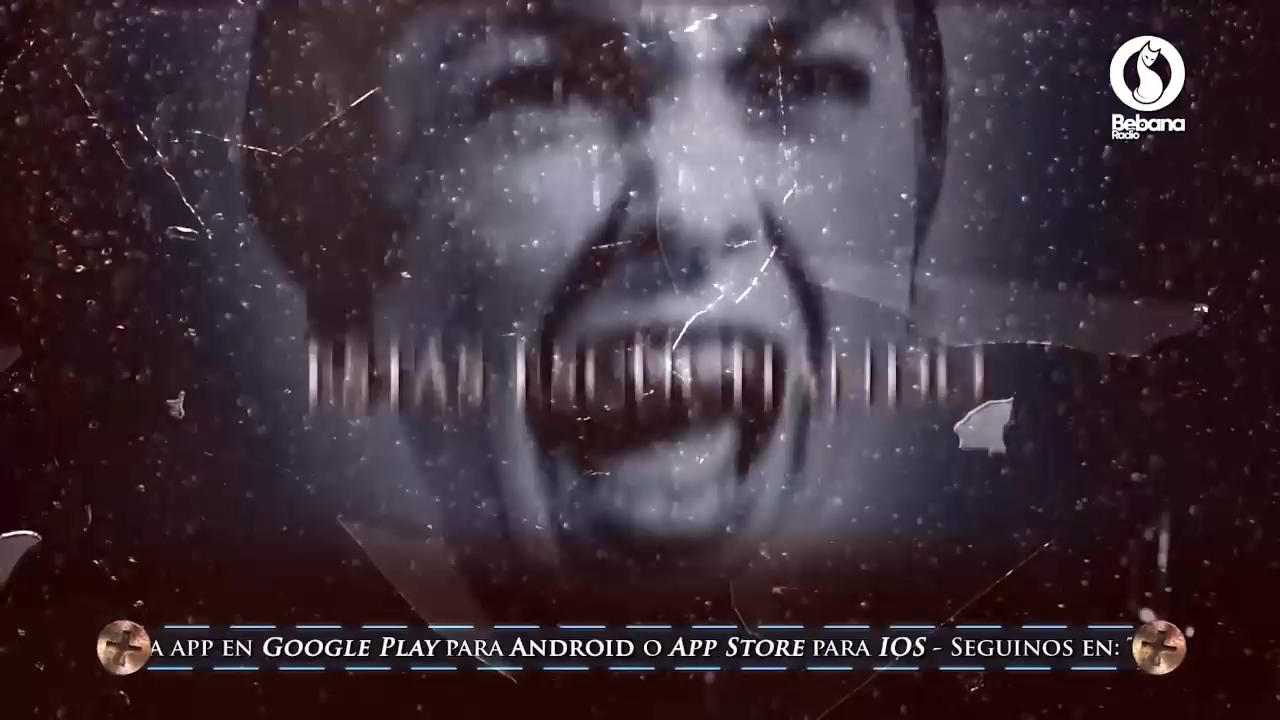 Bebana
Radio
A APP EN GOOGLE PLAY PARA ANDROID O APP STORE PARA IOS - SEGUINOS EN: